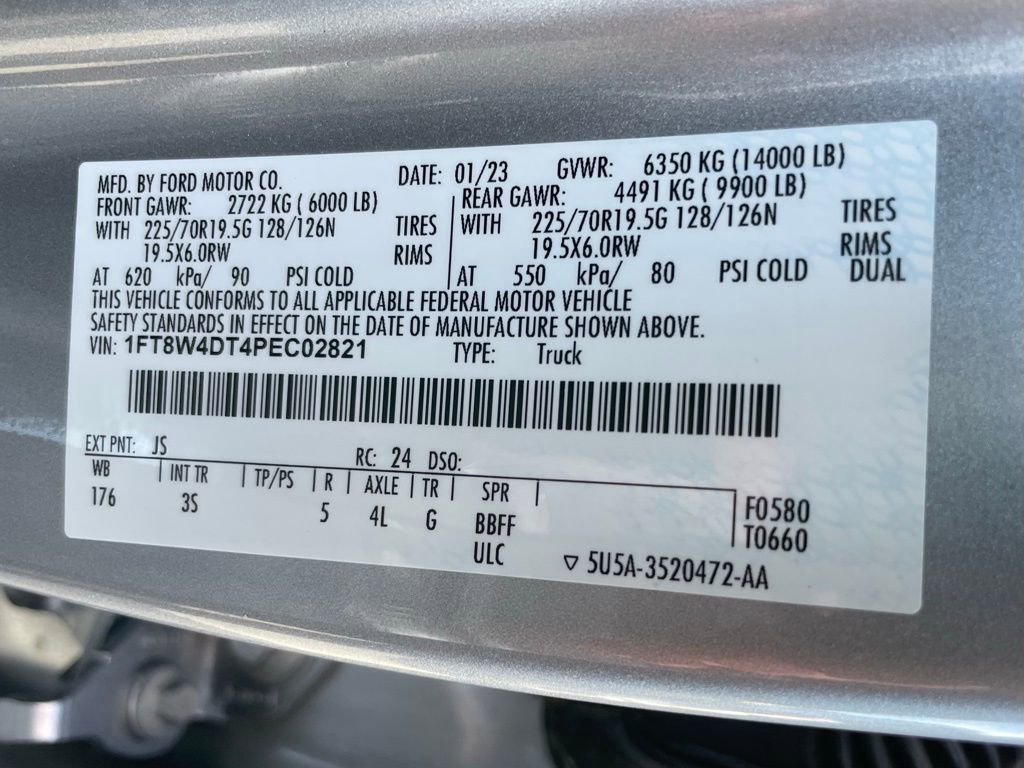 MFD. BY FORD MOTOR CO. DATE: 01/23 GVWR: 6350 KG (14000 LB)
FRONT GAWR: 2722 KG ( 6000 LB) REAR GAWR: 4491 KG ( 9900 LB)
WITH 225/70R19.5G 128/126N TIRES WITH 225/70R19.5G 128/126N TIRES
19.5X6.0RW RIMS 19.5X6.0RW RIMS
AT 620 kPa/ 90 PSI COLD AT 550 kPa/ 80 PSI COLD DUAL
THIS VEHICLE CONFORMS TO ALL APPLICABLE FEDERAL MOTOR VEHICLE
SAFETY STANDARDS IN EFFECT ON THE DATE OF MANUFACTURE SHOWN ABOVE.
VIN: 1FT8W4DT4PEC02821 TYPE: Truck
EXT PNT: JS RC: 24 DSO:
WB INT TR TP/PS R AXLE TR SPR
176 3S 5 4L G BBFF F0580
ULC T0660
▽ 5U5A-3520472-AA